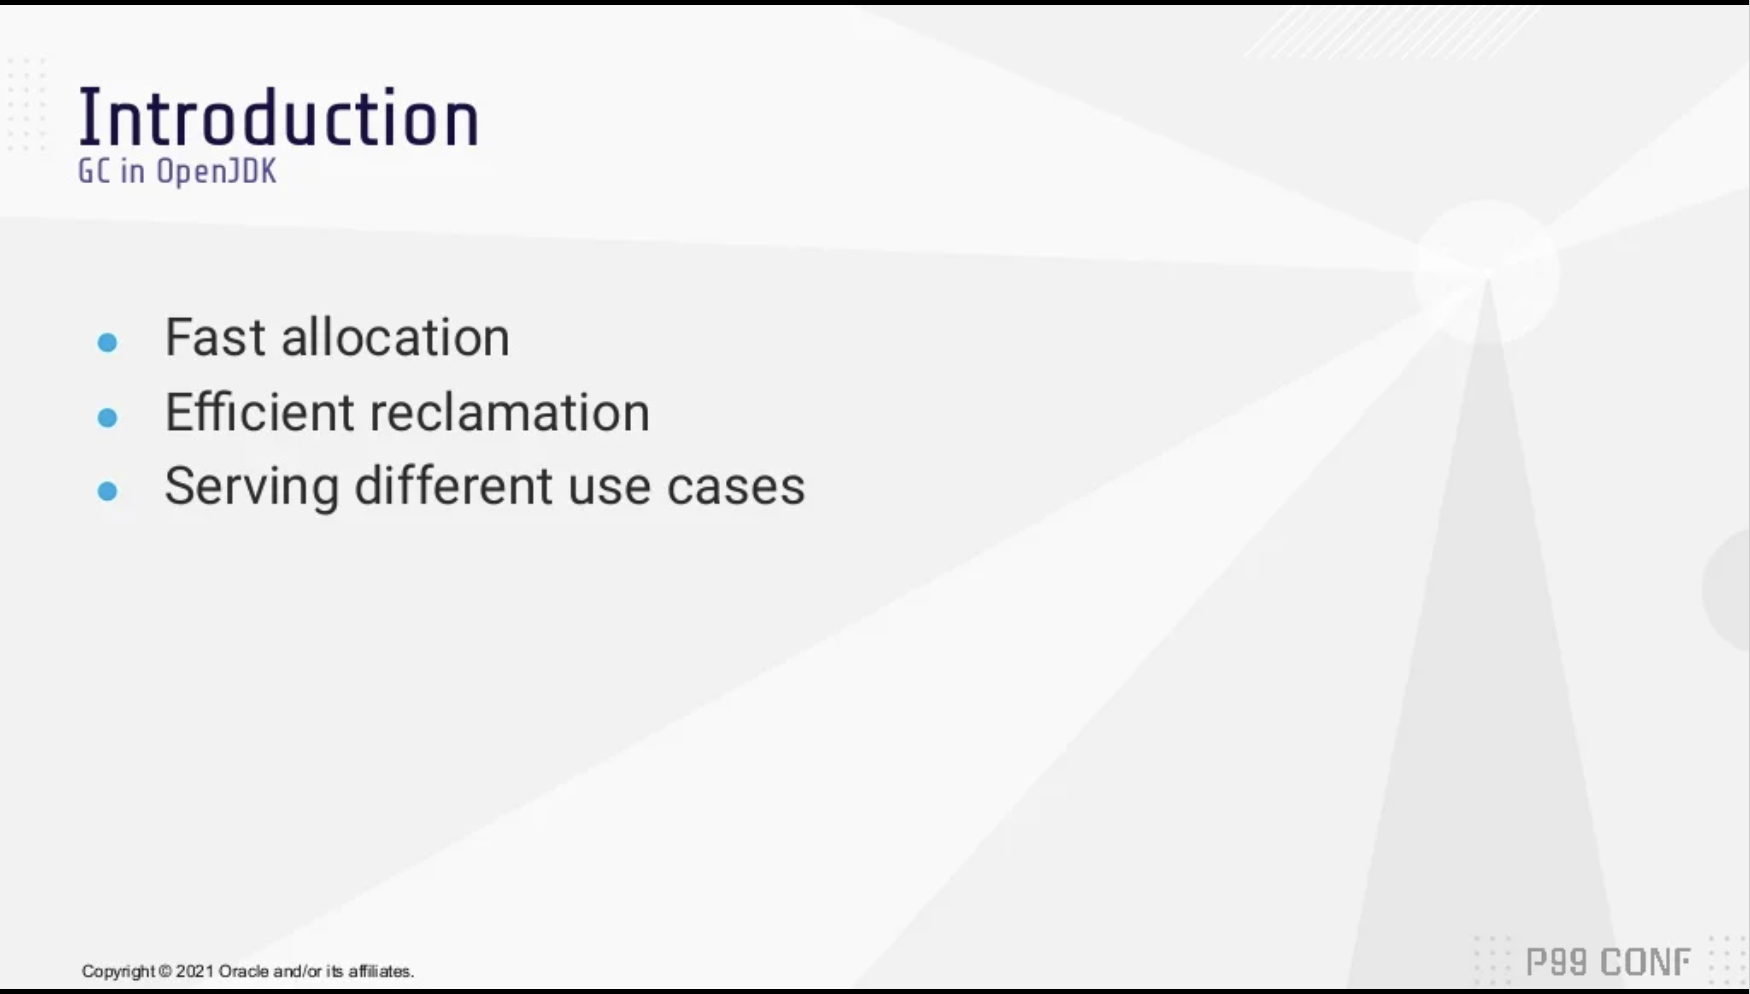 Introduction
GC in OpenJDK
Fast allocation
Efficient reclamation
Serving different use cases
Copyright © 2021 Oracle and/or its affiliates.
P99 CONF